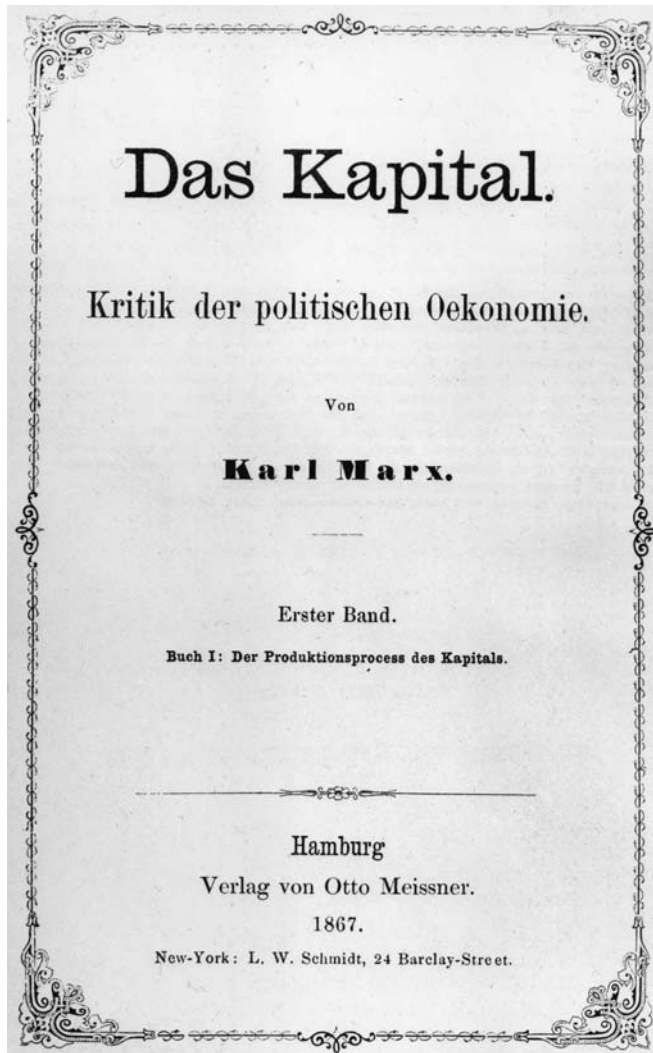 Das Kapital.
Kritik der politischen Oekonomie.
Von
Karl Marx.
Erster Band.
Buch I: Der Produktionsprocess des Kapitals.
Hamburg
Verlag von Otto Meissner.
1867.
New-York: L. W. Schmidt, 24 Barclay-Street.